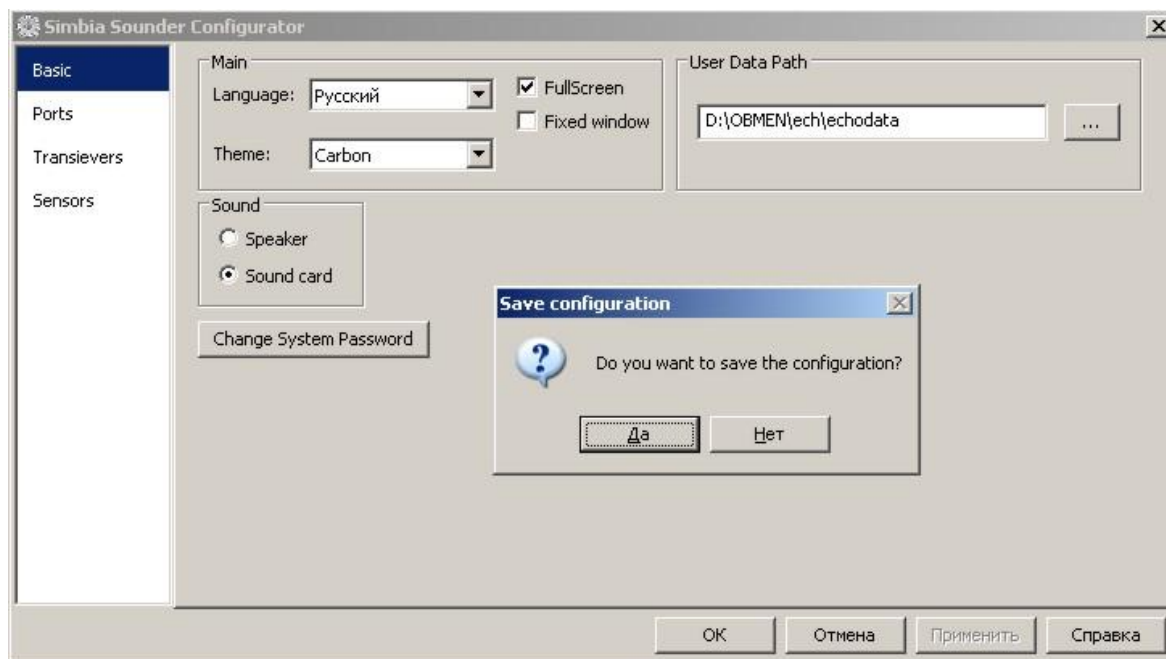 Simbia Sounder Configurator
Basic
Ports
Transievers
Sensors
Main
Language: Русский
FullScreen
Fixed window
Theme: Carbon
User Data Path
D:\OBMEN\ech\echodata
...
Sound
Speaker
Sound card
Change System Password
Save configuration
Do you want to save the configuration?
Да
Нет
OK
Отмена
Применить
Справка